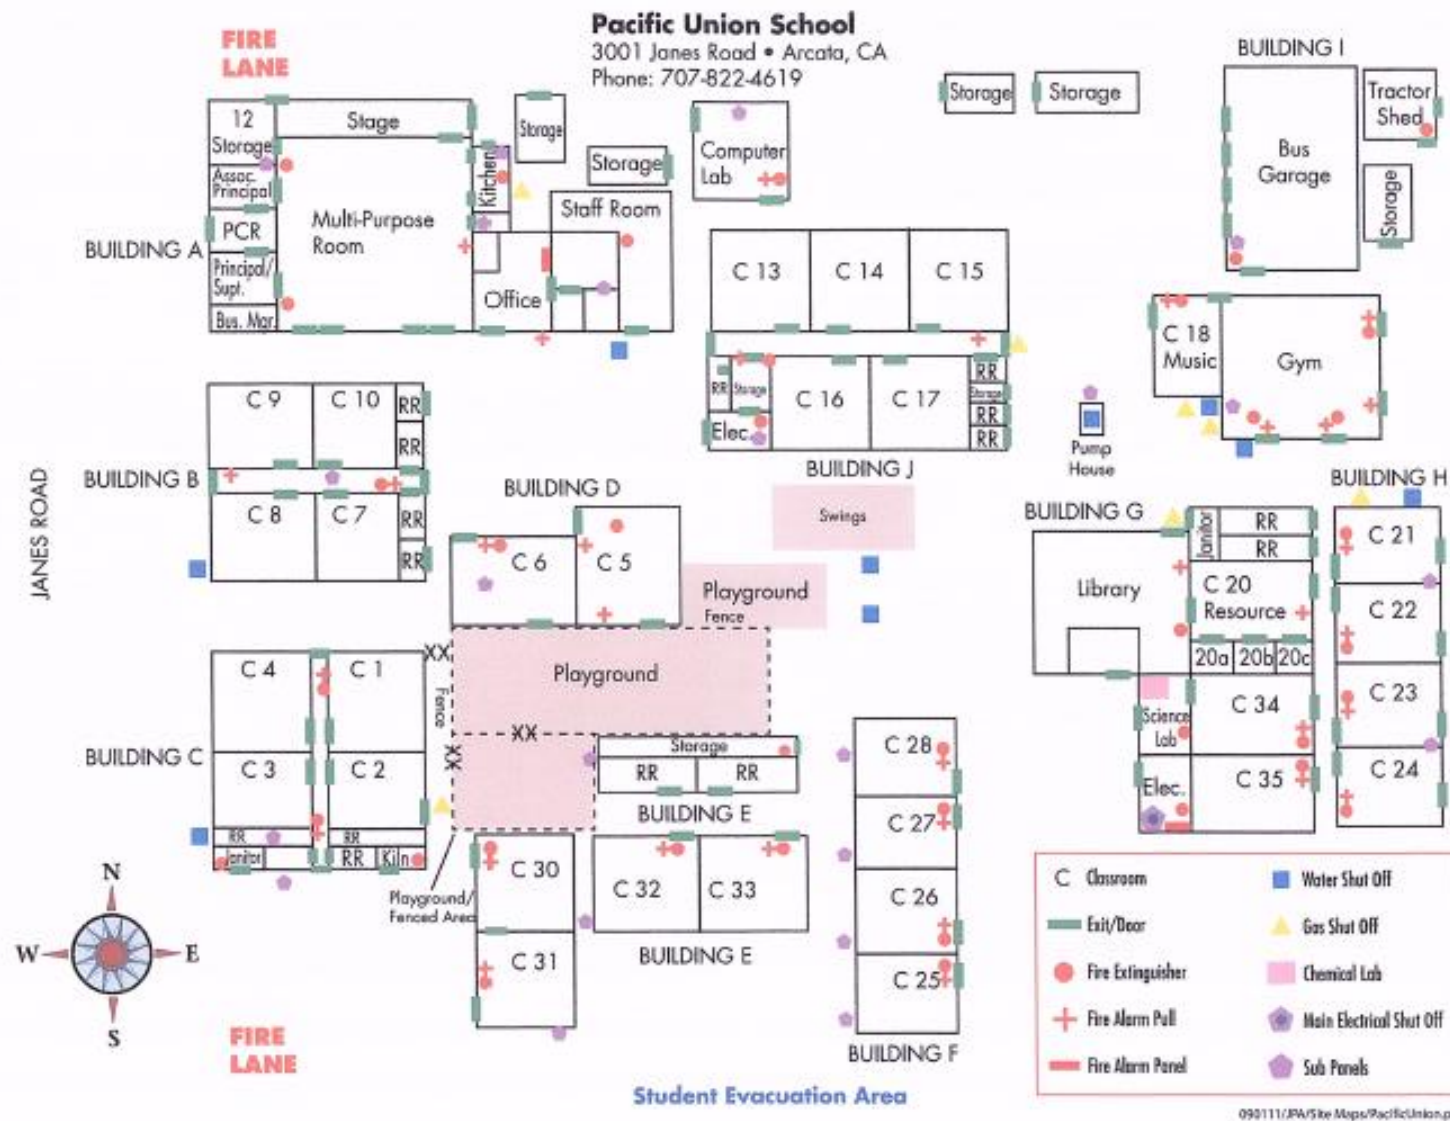 Pacific Union School
3001 Janes Road • Arcata, CA
Phone: 707-822-4619
FIRE
LANE
BUILDING I
Storage
Storage
Bus
Garage
Tractor
Shed
Storage
12
Storage
Stage
Storage
Storage
Computer
Lab
Assoc.
Principal
PCR
Principal/
Supt.
Bus. Mgr.
Multi-Purpose
Room
Kitchen
Staff Room
Office
BUILDING A
C 13
C 14
C 15
RR
Storage
Elec.
C 16
C 17
RR
Storage
RR
RR
BUILDING J
C 18
Music
Gym
Pump
House
JANES ROAD
BUILDING B
C 9
C 10
RR
RR
C 8
C 7
RR
RR
BUILDING D
C 6
C 5
Swings
Playground
Fence
BUILDING G
Library
Janitor
RR
RR
C 20
Resource
20a
20b
20c
Science
Lab
C 34
Elec.
C 35
BUILDING H
C 21
C 22
C 23
C 24
BUILDING C
C 4
C 1
C 3
C 2
RR
RR
Janitor
RR
Kiln
XX
Fence
XX
XX
Playground
Storage
RR
RR
BUILDING E
Playground/
Fenced Area
C 30
C 31
C 32
C 33
BUILDING E
C 28
C 27
C 26
C 25
BUILDING F
N
W
E
S
FIRE
LANE
Student Evacuation Area
C Classroom
Exit/Door
Fire Extinguisher
Fire Alarm Pull
Fire Alarm Panel
Water Shut Off
Gas Shut Off
Chemical Lab
Main Electrical Shut Off
Sub Panels
090111/JPA/Site Maps/PacificUnion.p